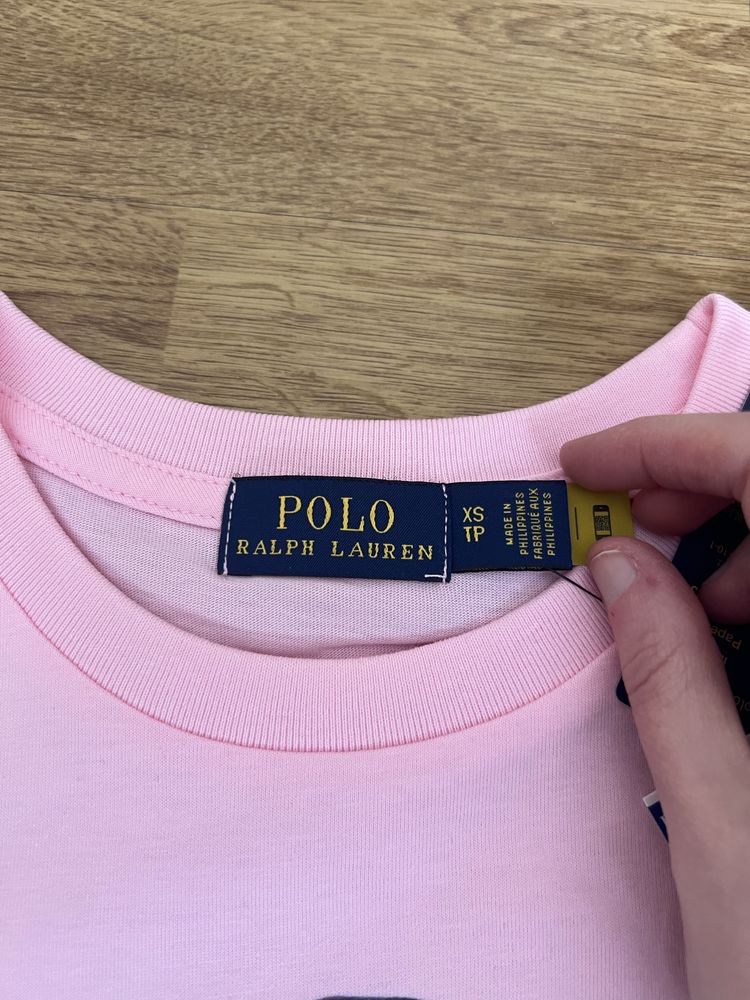 POLO
RALPH LAUREN
XS
TP
MADE IN
PHILIPPINES
FABRIQUÉ AUX
PHILIPPINES